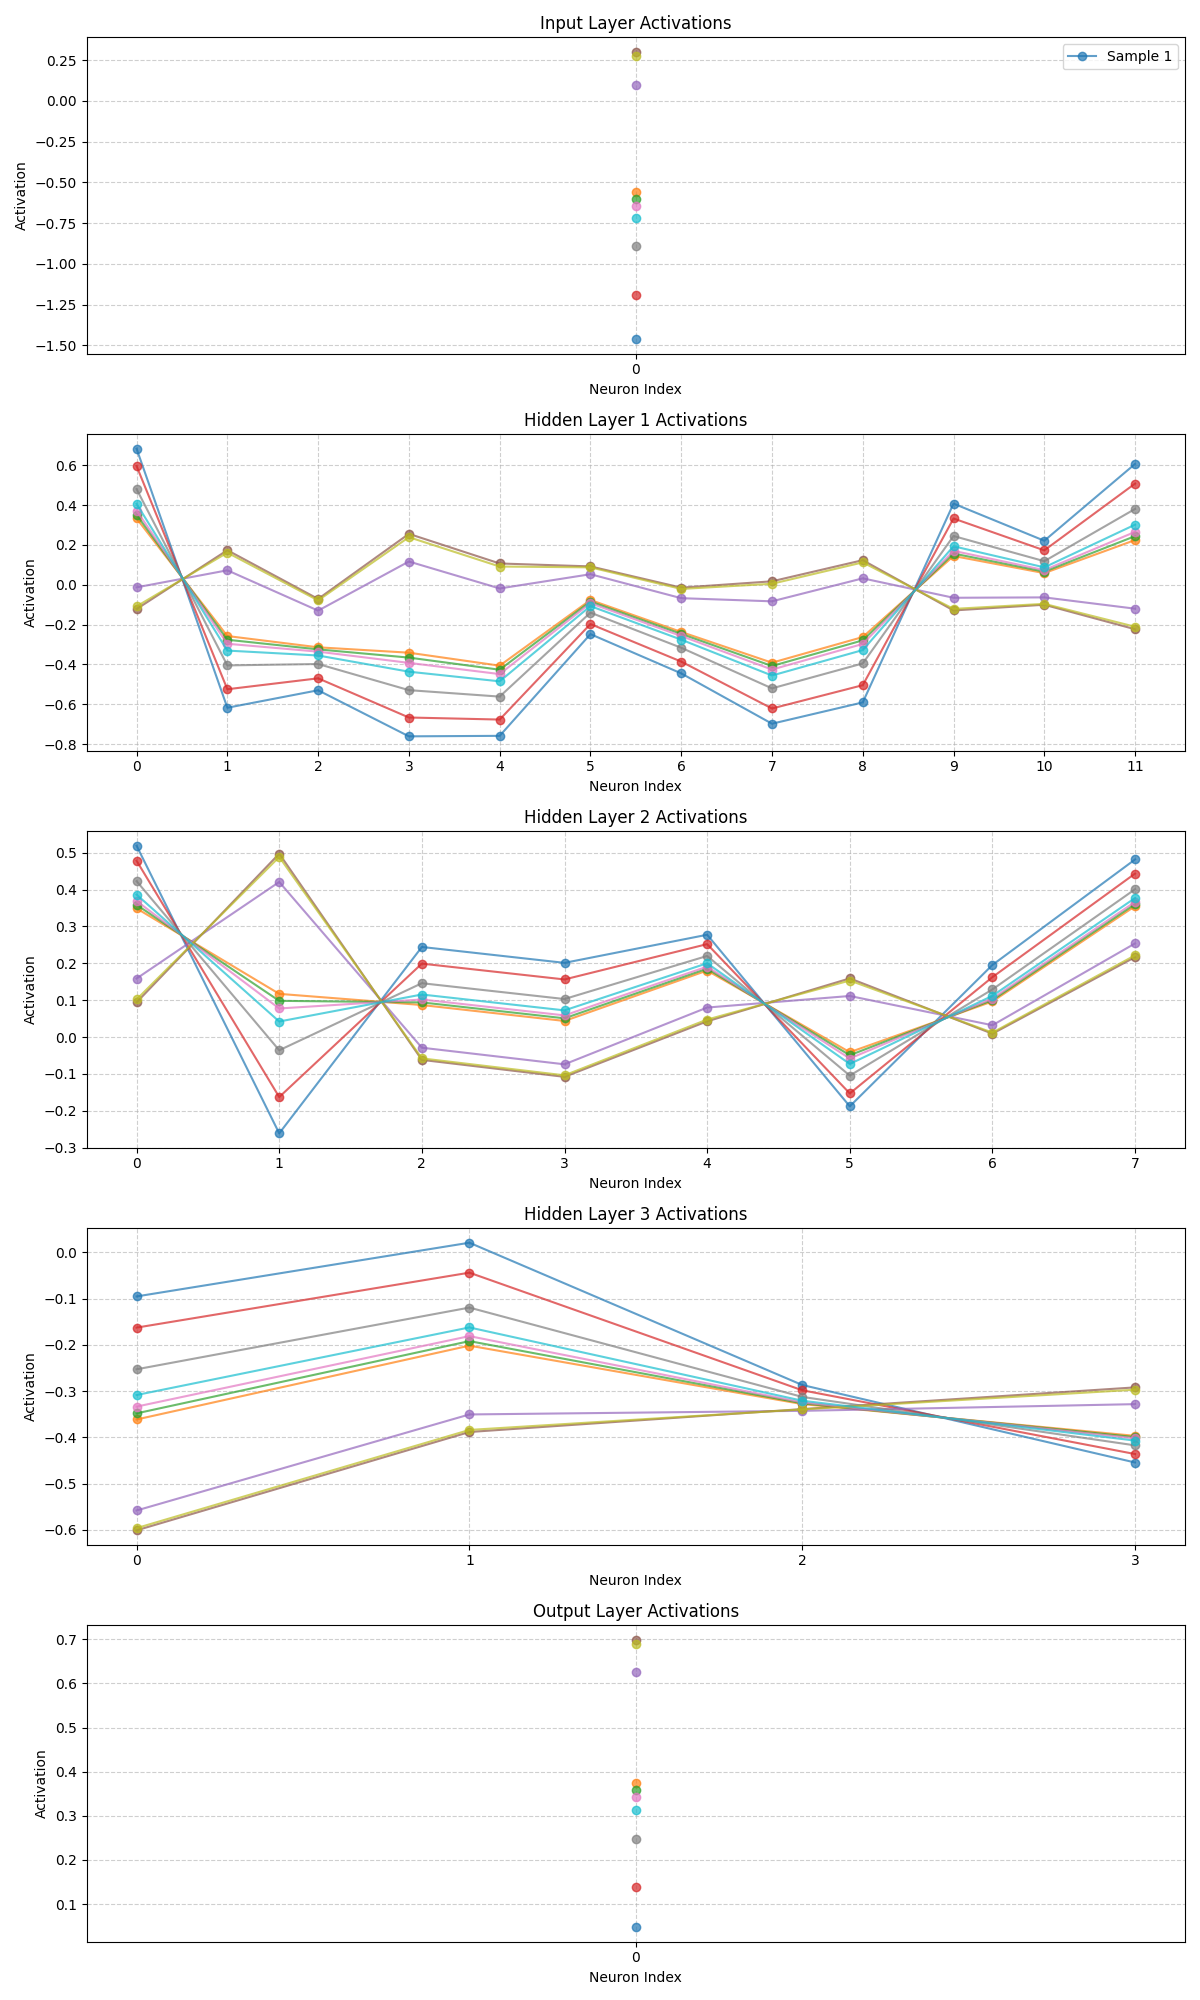 Input Layer Activations
Sample 1
Activation
0.25
0.00
−0.25
−0.50
−0.75
−1.00
−1.25
−1.50
0
Neuron Index
Hidden Layer 1 Activations
Activation
0.6
0.4
0.2
0.0
−0.2
−0.4
−0.6
−0.8
0 1 2 3 4 5 6 7 8 9 10 11
Neuron Index
Hidden Layer 2 Activations
Activation
0.5
0.4
0.3
0.2
0.1
0.0
−0.1
−0.2
−0.3
0 1 2 3 4 5 6 7
Neuron Index
Hidden Layer 3 Activations
Activation
0.0
−0.1
−0.2
−0.3
−0.4
−0.5
−0.6
0 1 2 3
Neuron Index
Output Layer Activations
Activation
0.7
0.6
0.5
0.4
0.3
0.2
0.1
0
Neuron Index